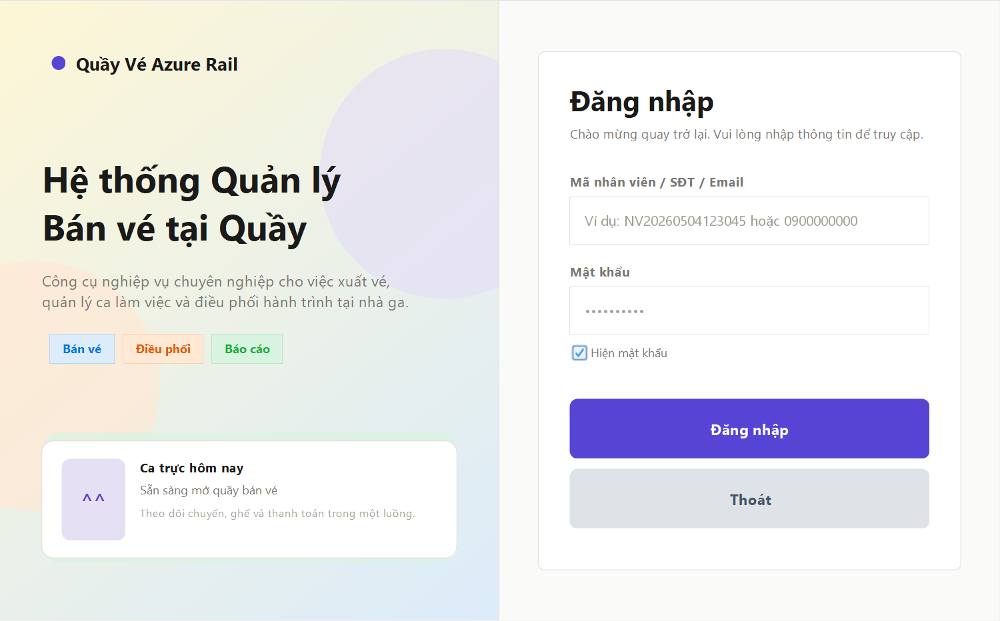 Quầy Vé Azure Rail
Hệ thống Quản lý
Bán vé tại Quầy
Công cụ nghiệp vụ chuyên nghiệp cho việc xuất vé,
quản lý ca làm việc và điều phối hành trình tại nhà ga.
Bán vé Điều phối Báo cáo
^ ^
Ca trực hôm nay
Sẵn sàng mở quầy bán vé
Theo dõi chuyến, ghế và thanh toán trong một luồng.
Đăng nhập
Chào mừng quay trở lại. Vui lòng nhập thông tin để truy cập.
Mã nhân viên / SĐT / Email
Ví dụ: NV20260504123045 hoặc 0900000000
Mật khẩu
••••••••••
Hiện mật khẩu
Đăng nhập
Thoát